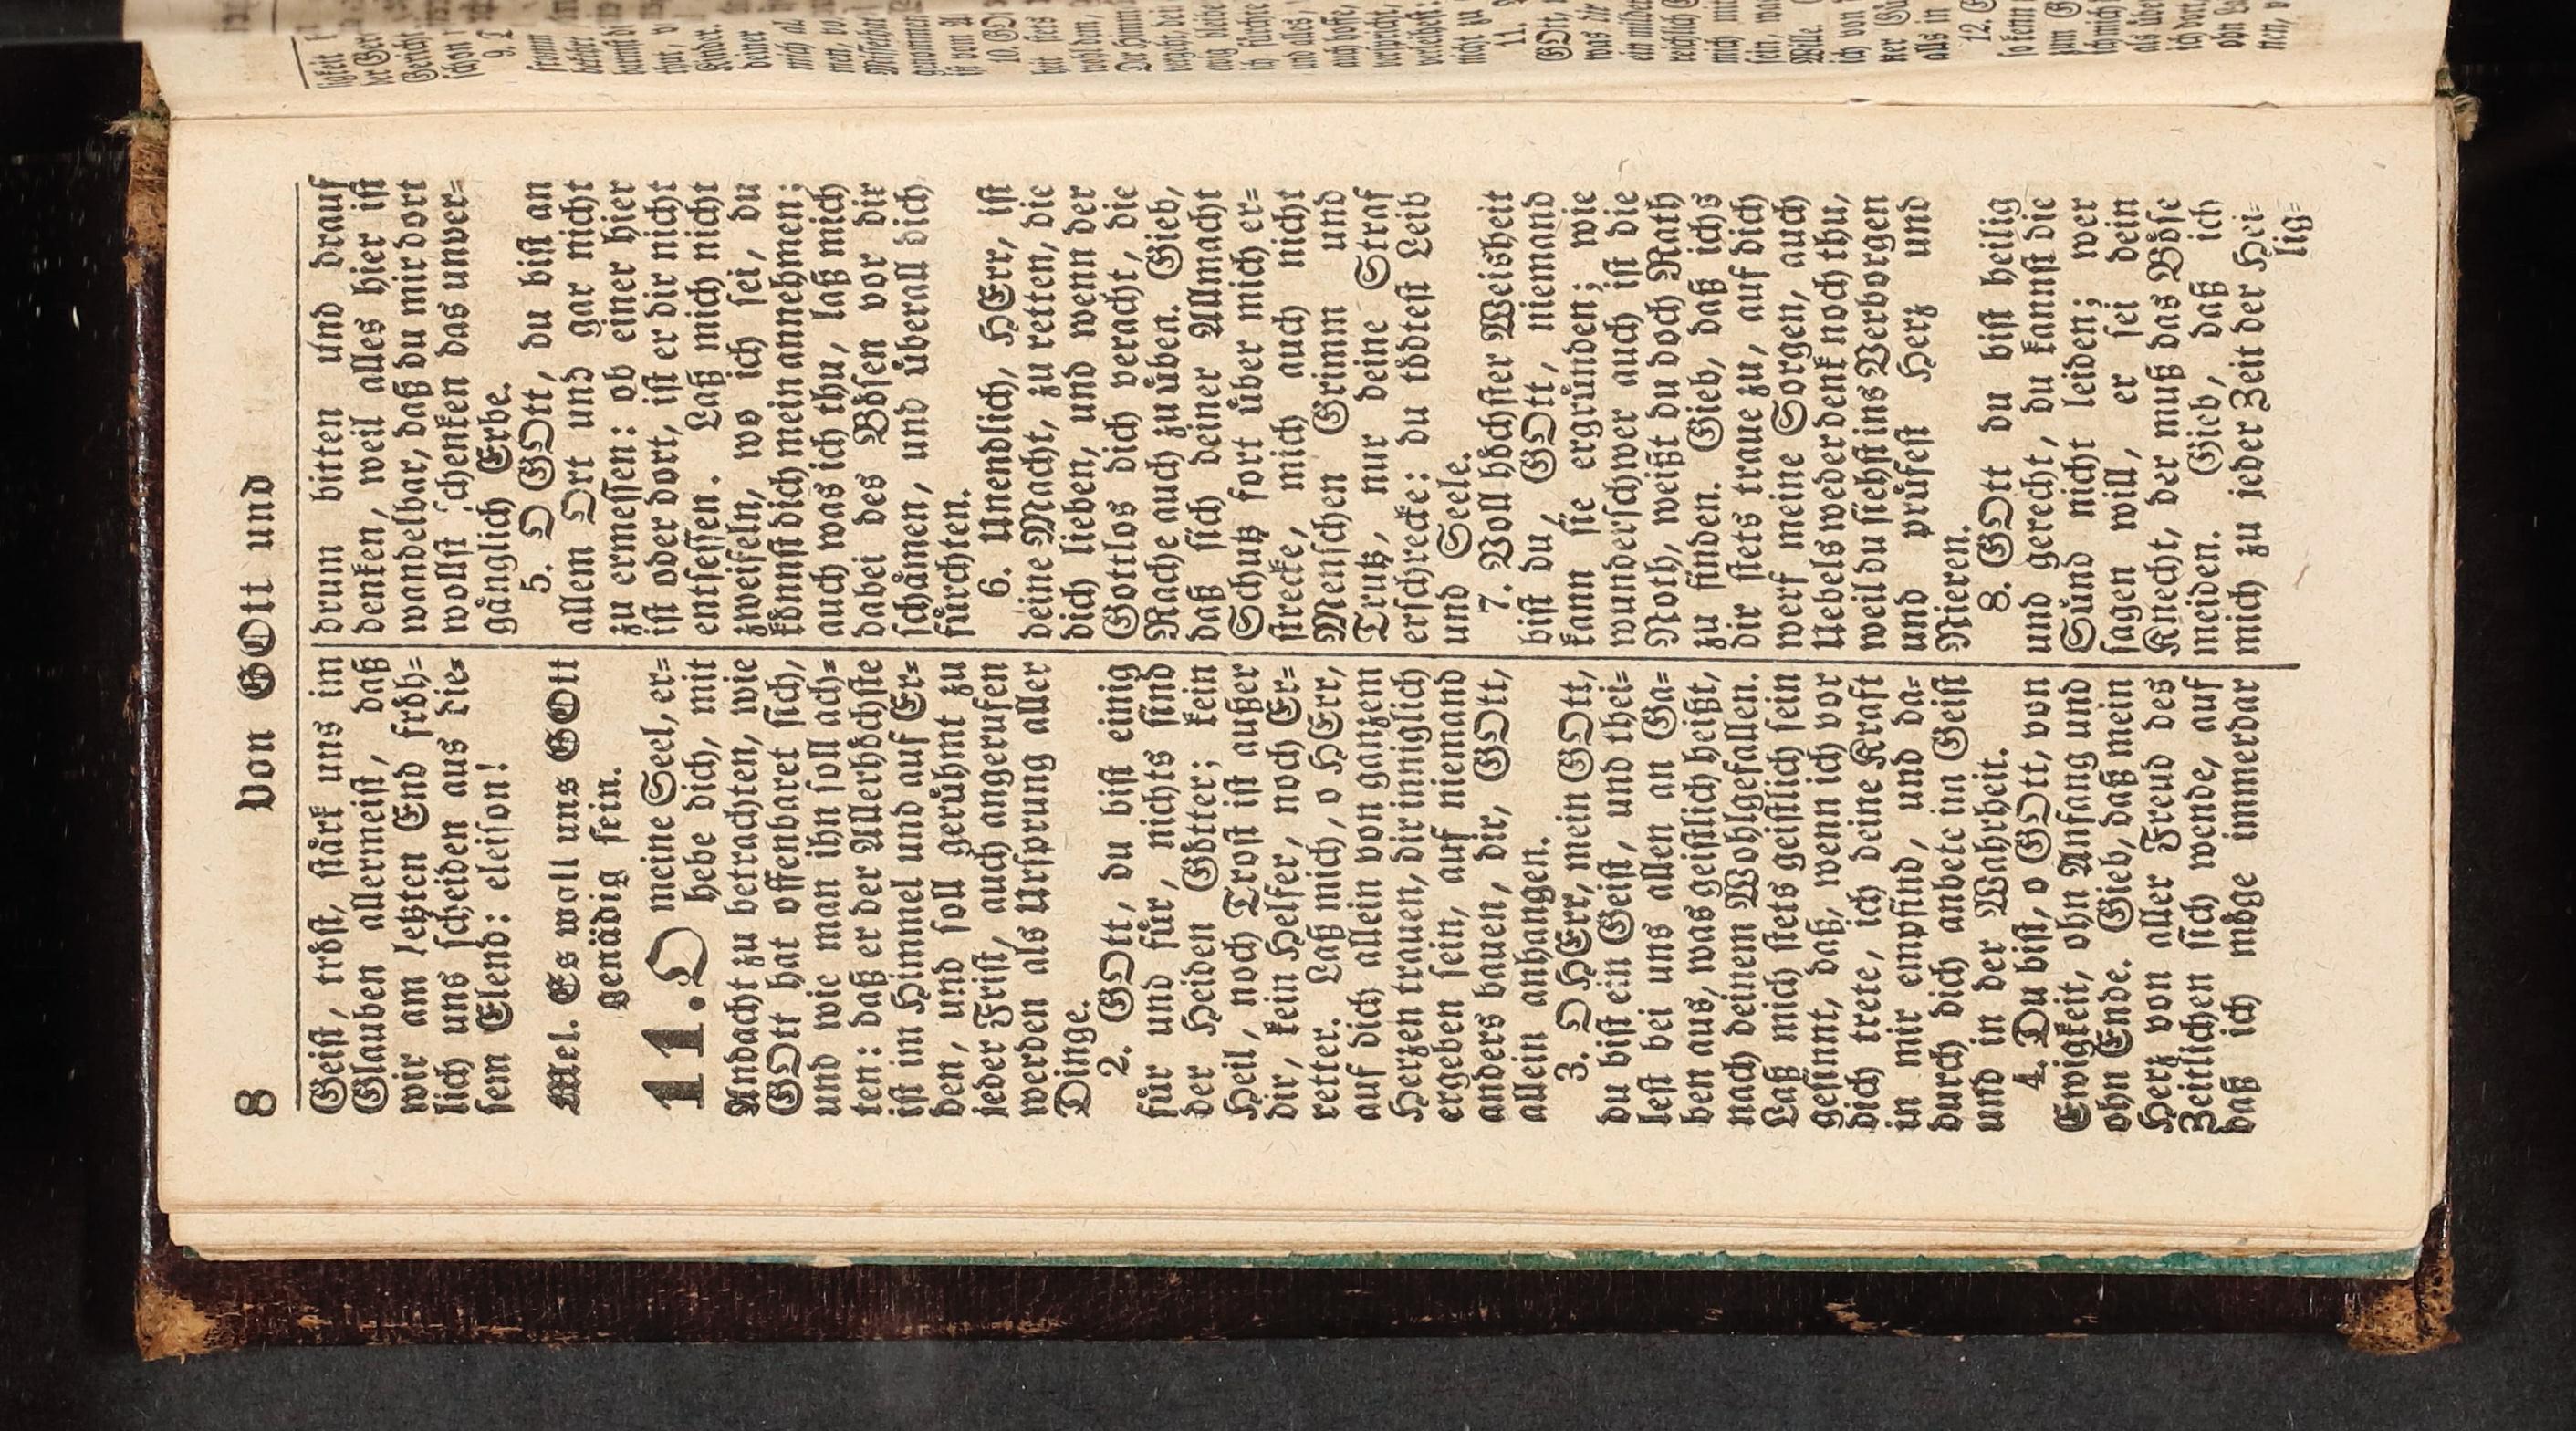 8 Von GOtt und
Geist, tröst, stärk uns im
Glauben allermeist, daß
wir am letzten End fröh=
lich uns scheiden aus die=
sem Elend: eleison!
Mel. Es woll uns GOtt
genädig sein.
11. O meine Seel, er=
hebe dich, mit
Andacht zu betrachten, wie
GOtt hat offenbaret sich,
und wie man ihn soll ach=
ten: daß er der Allerhöchste
ist im Himmel und auf Er=
den, und soll gerühmt zu
jeder Frist, auch angerufen
werden als Ursprung aller
Dinge.
2. GOtt, du bist einig
für und für, nichts sind
der Heiden Götter; kein
Heil, noch Trost ist außer
dir, kein Helfer, noch Er=
retter. Laß mich, o HErr,
auf dich allein von ganzem
Herzen trauen, dir inniglich
ergeben sein, auf niemand
anders bauen, dir, GOtt,
allein anhangen.
3. O HErr, mein GOtt,
du bist ein Geist, und thei=
lest bei uns allen an Ga=
ben aus, was geistlich heißt,
nach deinem Wohlgefallen.
Laß mich stets geistlich sein
gesinnt, daß, wenn ich vor
dich trete, ich deine Kraft
in mir empfind, und da=
durch dich anbete im Geist
und in der Wahrheit.
4. Du bist, o GOtt, von
Ewigkeit, ohn Anfang und
ohn Ende. Gieb, daß mein
Herz von aller Freud des
Zeitlichen sich wende, auf
daß ich möge immerdar
drum bitten und drauf
denken, weil alles hier ist
wandelbar, daß du mir dort
wollst schenken das unver=
gänglich Erbe.
5. O GOtt, du bist an
allem Ort und gar nicht
zu ermessen: ob einer hier
ist oder dort, ist er dir nicht
entsessen. Laß mich nicht
zweifeln, wo ich sei, du
könnst dich mein annehmen;
auch was ich thu, laß mich
dabei des Bösen vor dir
schämen, und überall dich
fürchten.
6. Unendlich, HErr, ist
deine Macht, zu retten, die
dich lieben, und wenn der
Gottlos dich veracht, die
Rache auch zu üben. Gieb,
daß sich deiner Allmacht
Schutz fort über mich er=
strecke, mich auch nicht
Menschen Grimm und
Trutz, nur deine Straf
erschrecke: du tödtest Leib
und Seele.
7. Voll höchster Weisheit
bist du, GOtt, niemand
kann sie ergründen; wie
wunderschwer auch ist die
Noth, weißt du doch Rath
zu finden. Gieb, daß ichs
dir stets traue zu, auf dich
werf meine Sorgen, auch
Uebels weder denk noch thu,
weil du siehst ins Verborgen
und prüfest Herz und
Nieren.
8. GOtt du bist heilig
und gerecht, du kannst die
Sünd nicht leiden; wer
sagen will, er sei dein
Knecht, der muß das Böse
meiden. Gieb, daß ich
mich zu jeder Zeit der Hei=
lig=